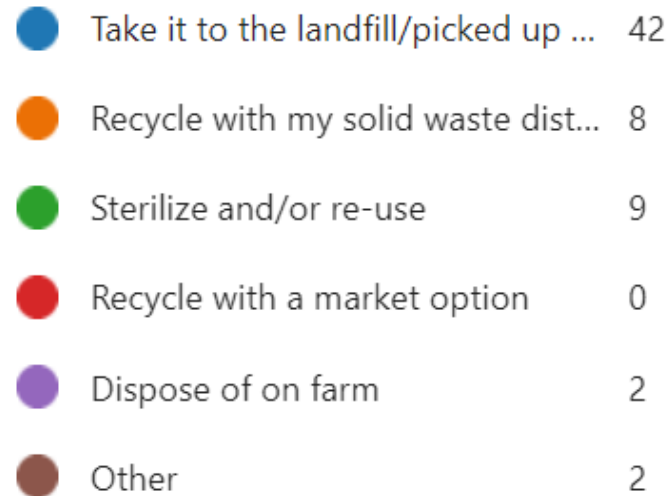 Take it to the landfill/picked up ... 42
Recycle with my solid waste dist... 8
Sterilize and/or re-use 9
Recycle with a market option 0
Dispose of on farm 2
Other 2